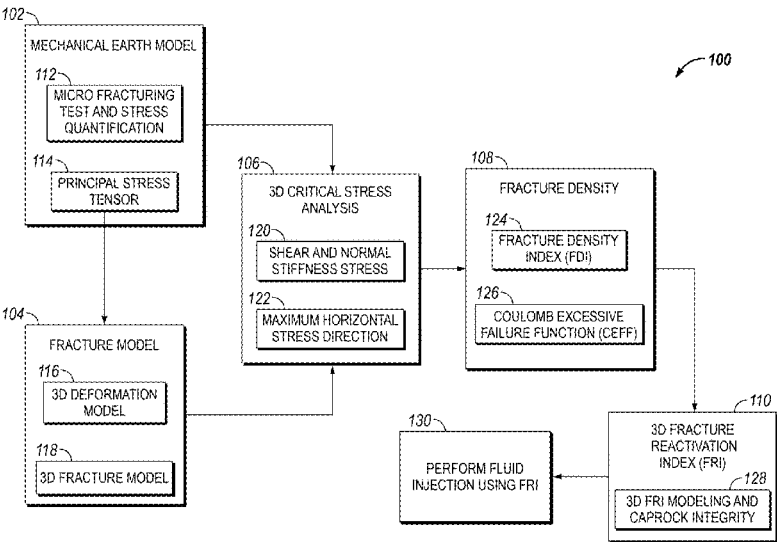 102
MECHANICAL EARTH MODEL
112
MICRO FRACTURING
TEST AND STRESS
QUANTIFICATION
114
PRINCIPAL STRESS
TENSOR
100
106
3D CRITICAL STRESS
ANALYSIS
120
SHEAR AND NORMAL
STIFFNESS STRESS
122
MAXIMUM HORIZONTAL
STRESS DIRECTION
108
FRACTURE DENSITY
124
FRACTURE DENSITY
INDEX (FDI)
126
COULOMB EXCESSIVE
FAILURE FUNCTION (CEFF)
104
FRACTURE MODEL
116
3D DEFORMATION
MODEL
118
3D FRACTURE MODEL
130
PERFORM FLUID
INJECTION USING FRI
110
3D FRACTURE
REACTIVATION
INDEX (FRI)
128
3D FRI MODELING AND
CAPROCK INTEGRITY